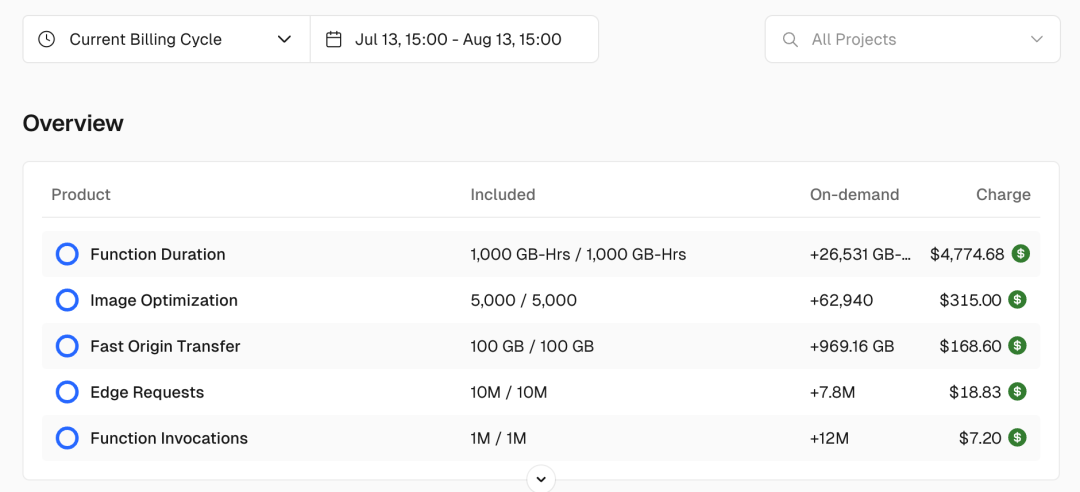 Current Billing Cycle Jul 13, 15:00 - Aug 13, 15:00 All Projects
Overview
Product Included On-demand Charge
Function Duration 1,000 GB-Hrs / 1,000 GB-Hrs +26,531 GB-... $4,774.68 $
Image Optimization 5,000 / 5,000 +62,940 $315.00 $
Fast Origin Transfer 100 GB / 100 GB +969.16 GB $168.60 $
Edge Requests 10M / 10M +7.8M $18.83 $
Function Invocations 1M / 1M +12M $7.20 $